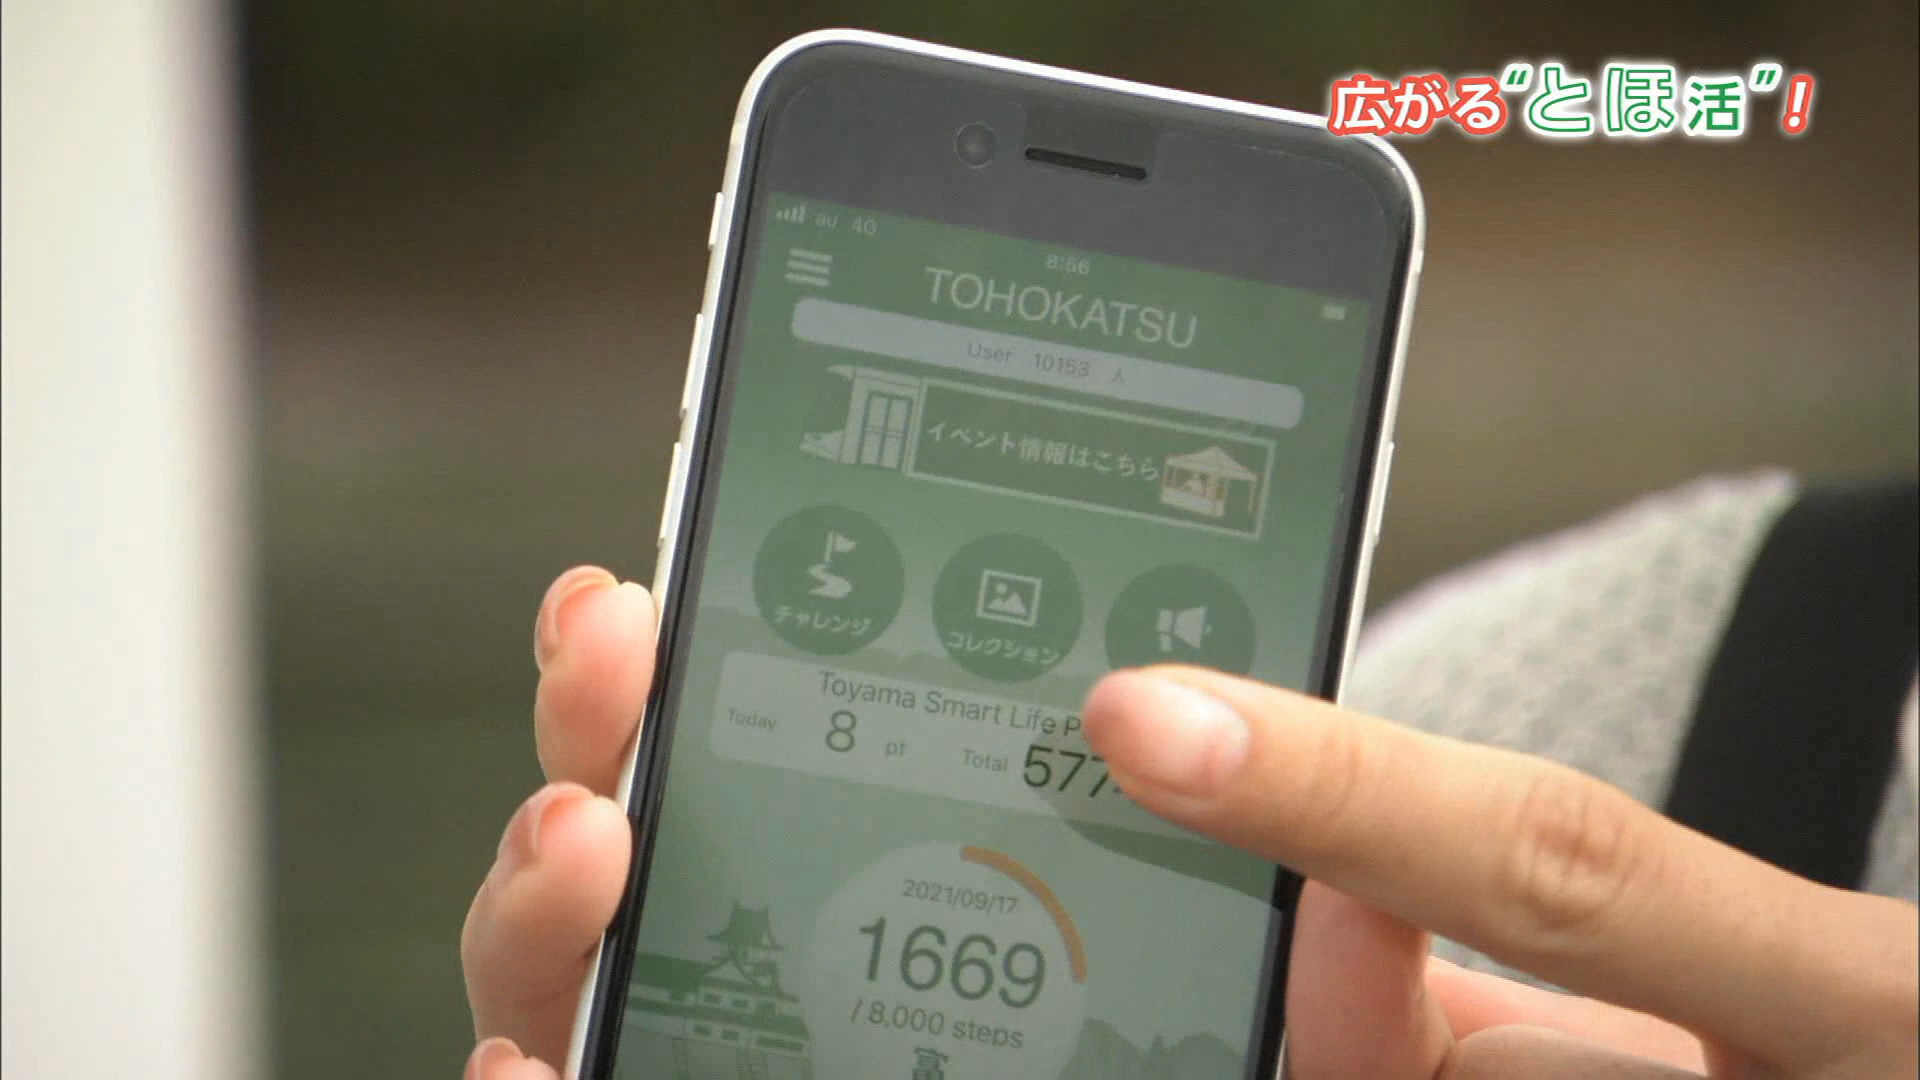 広がる“とほ活”!
au 4G
8:56
TOHOKATSU
User 10153 人
イベント情報はこちら
チャレンジ
コレクション
Toyama Smart Life
Today 8 pt Total
2021/09/17
1669
/ 8,000 steps
富